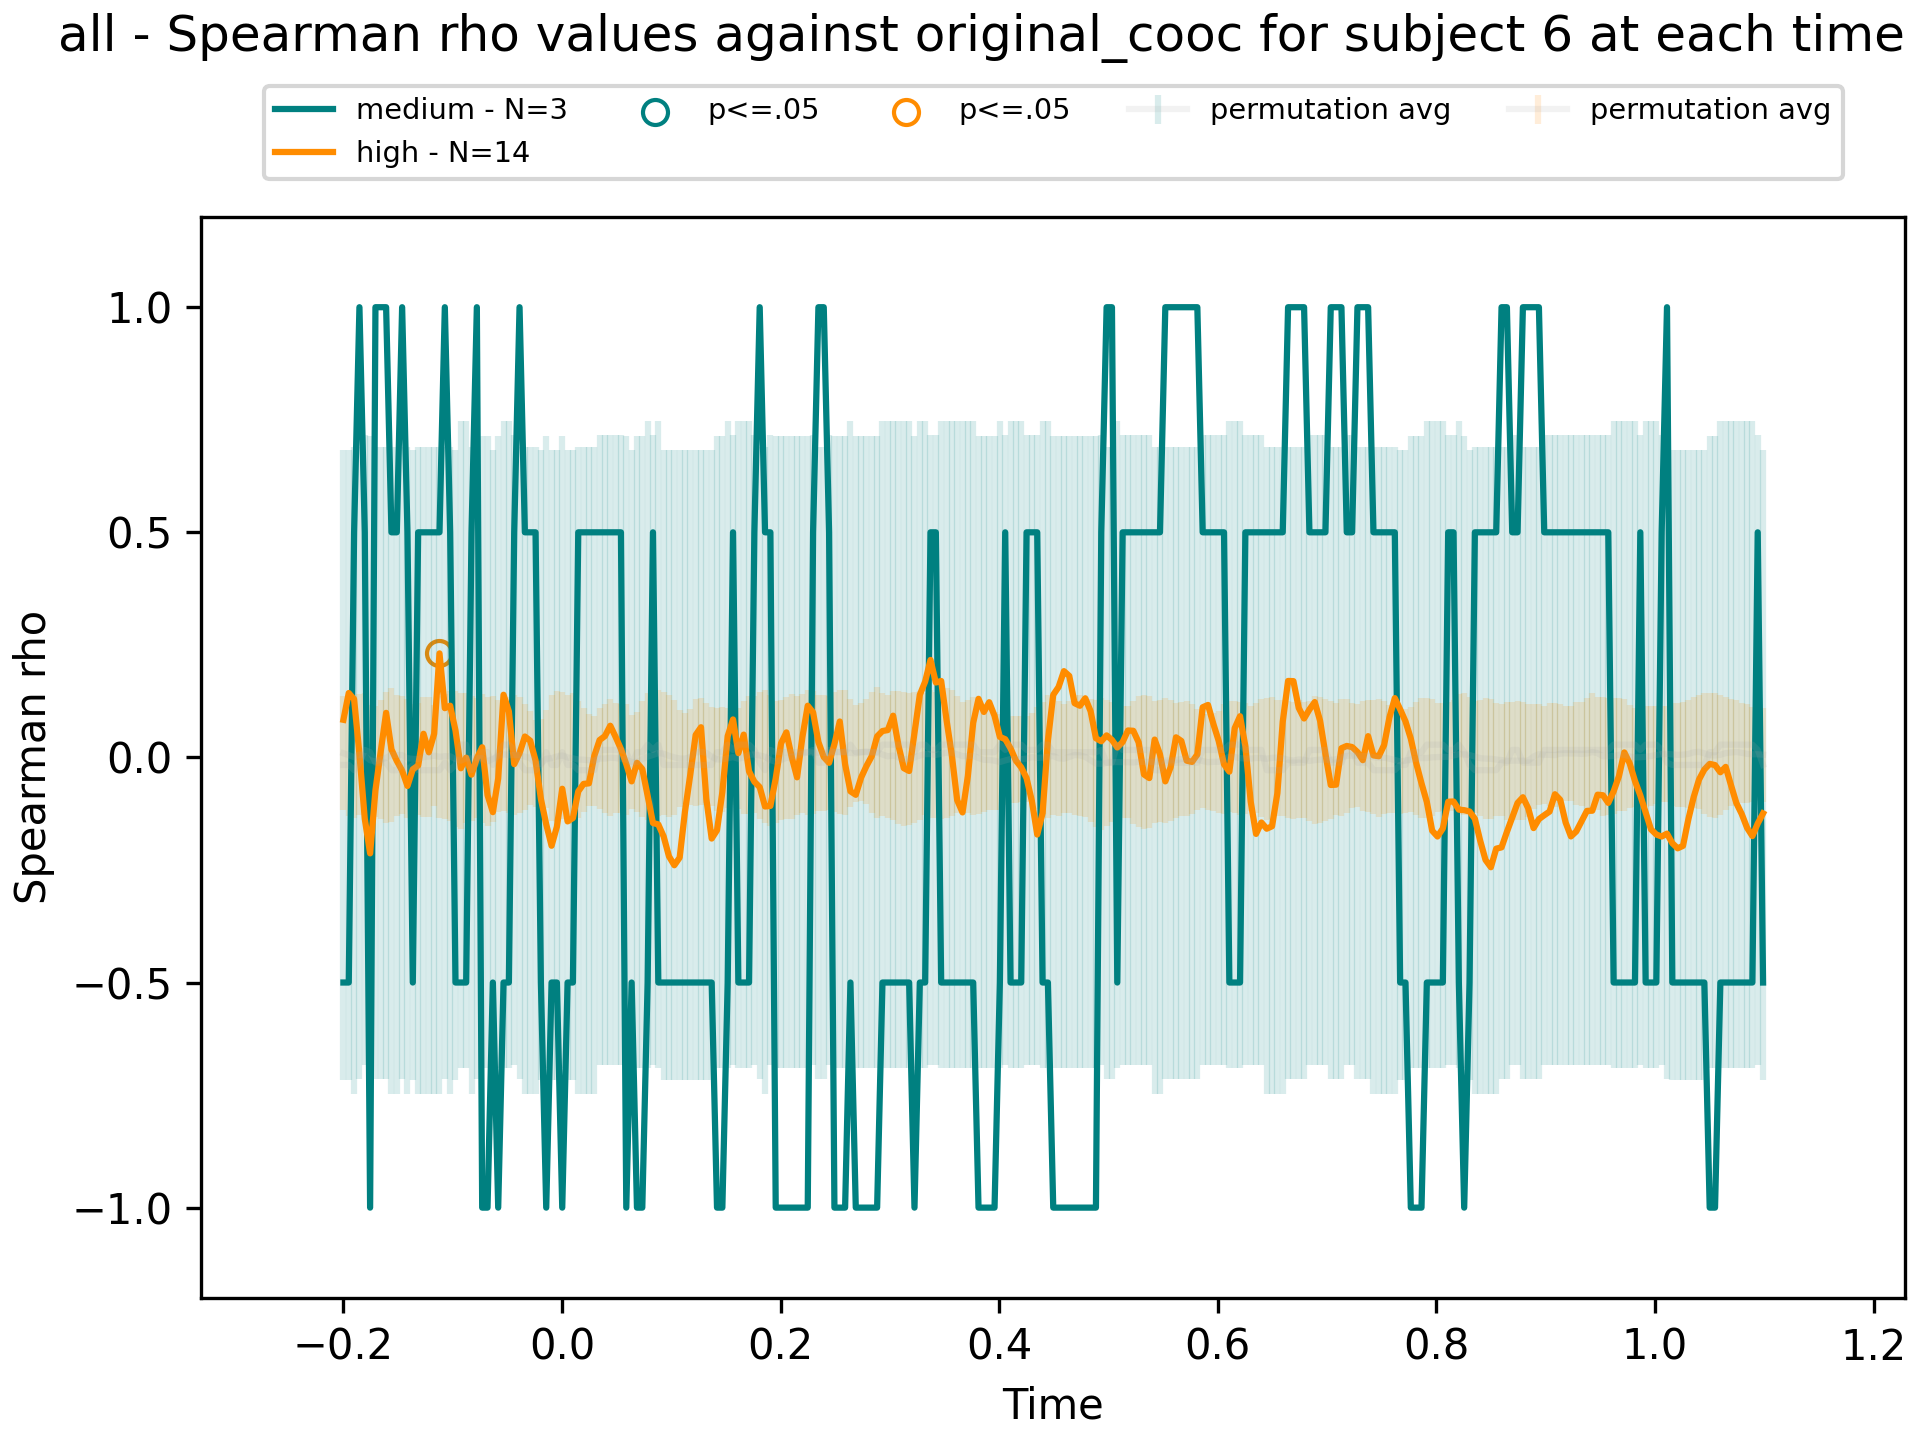 all - Spearman rho values against original_cooc for subject 6 at each time
medium - N=3
high - N=14
p<=.05
p<=.05
permutation avg
permutation avg
1.0
0.5
0.0
−0.5
−1.0
Spearman rho
−0.2 0.0 0.2 0.4 0.6 0.8 1.0 1.2
Time